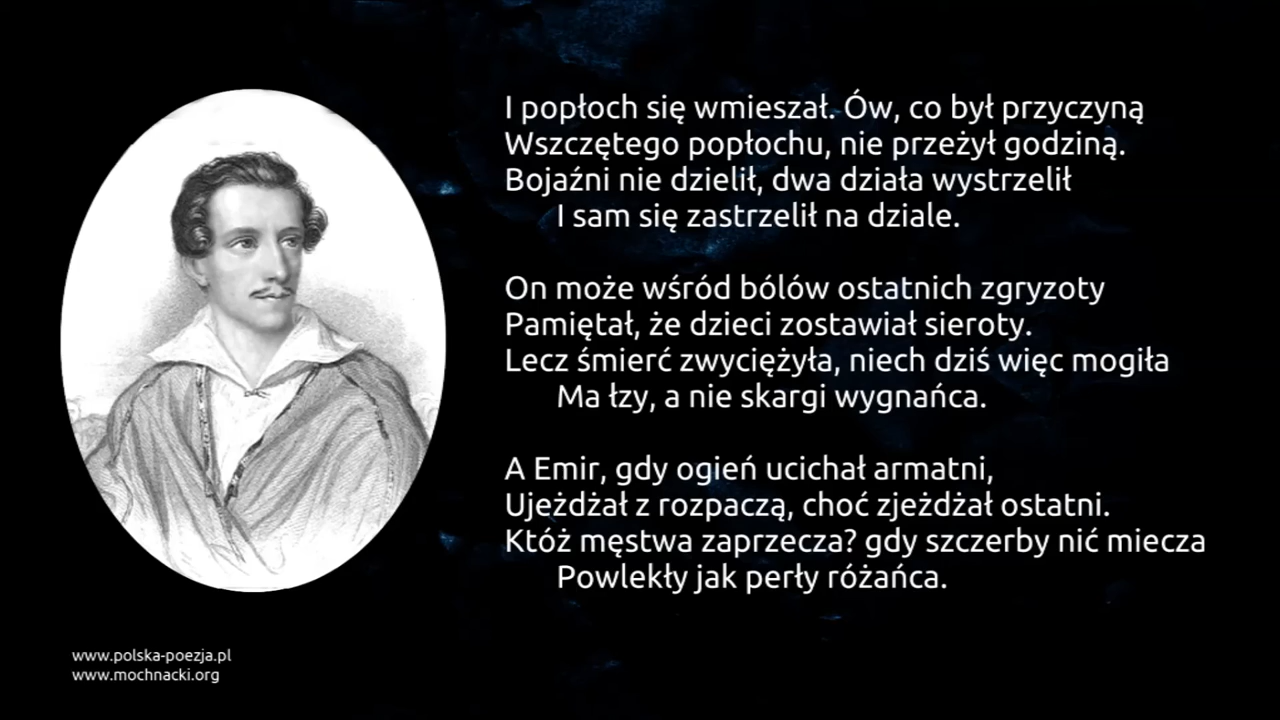 I popłoch się wmieszał. Ów, co był przyczyną
Wszczętego popłochu, nie przeżył godziną.
Bojaźni nie dzielił, dwa działa wystrzelił
I sam się zastrzelił na dziale.
On może wśród bólów ostatnich zgryzoty
Pamiętał, że dzieci zostawiał sieroty.
Lecz śmierć zwyciężyła, niech dziś więc mogiła
Ma łzy, a nie skargi wygnańca.
A Emir, gdy ogień ucichał armatni,
Ujeżdżał z rozpaczą, choć zjeżdżał ostatni.
Któż męstwa zaprzecza? gdy szczerby nić miecza
Powlekły jak perły różańca.
www.polska-poezja.pl
www.mochnacki.org